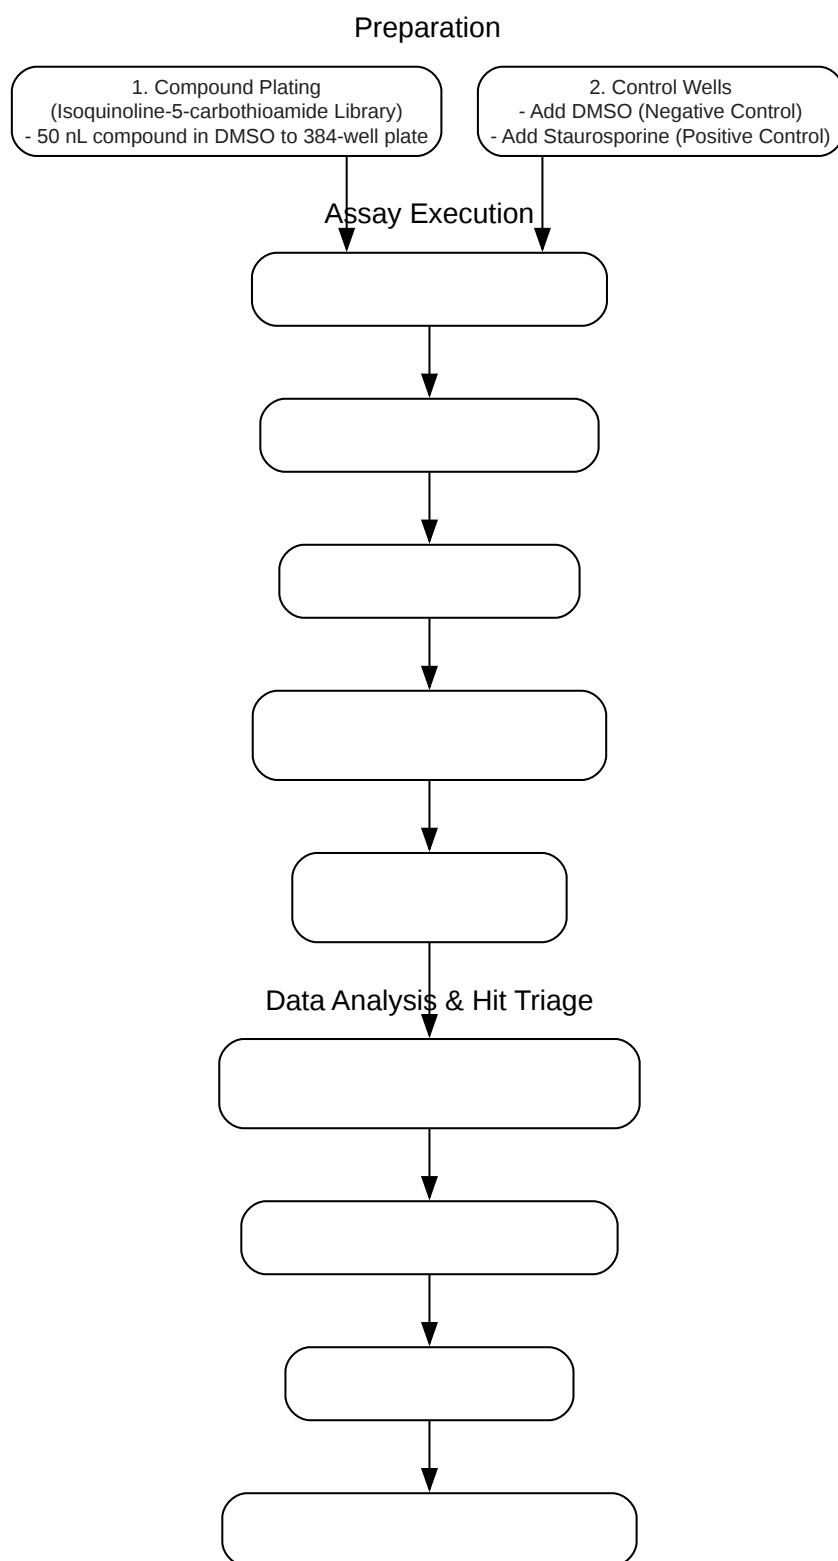 Preparation
1. Compound Plating
(Isoquinoline-5-carbothioamide Library)
- 50 nL compound in DMSO to 384-well plate
2. Control Wells
- Add DMSO (Negative Control)
- Add Staurosporine (Positive Control)
Assay Execution
Data Analysis & Hit Triage